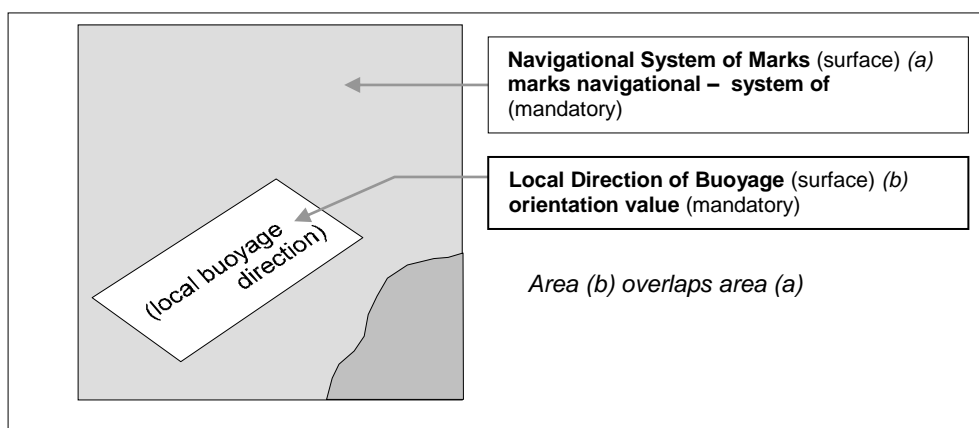 Navigational System of Marks (surface) (a)
marks navigational – system of
(mandatory)
Local Direction of Buoyage (surface) (b)
orientation value (mandatory)
(local buoyage
direction)
Area (b) overlaps area (a)